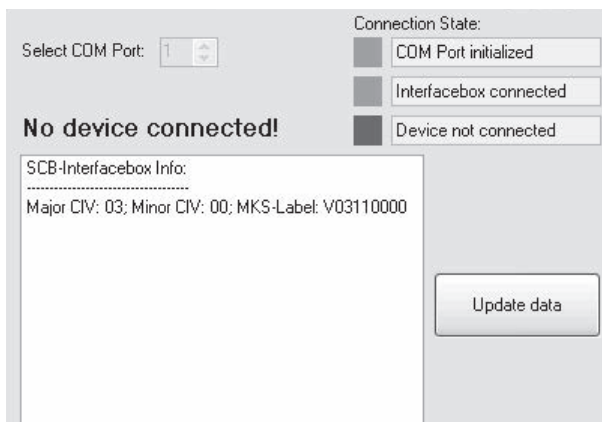 Connection State:
Select COM Port: 1
COM Port initialized
Interfacebox connected
No device connected!
Device not connected
SCB-Interfacebox Info:
---------------------------------
Major CIV: 03; Minor CIV: 00; MKS-Label: V03110000
Update data